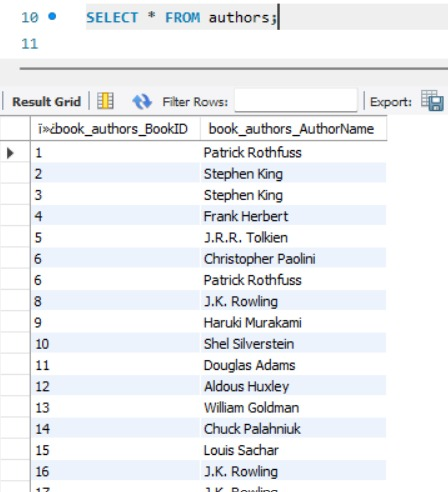 10 SELECT * FROM authors;
11
Result Grid Filter Rows: Export:
ï»¿book_authors_BookID book_authors_AuthorName
1 Patrick Rothfuss
2 Stephen King
3 Stephen King
4 Frank Herbert
5 J.R.R. Tolkien
6 Christopher Paolini
6 Patrick Rothfuss
8 J.K. Rowling
9 Haruki Murakami
10 Shel Silverstein
11 Douglas Adams
12 Aldous Huxley
13 William Goldman
14 Chuck Palahniuk
15 Louis Sachar
16 J.K. Rowling
17 J.K. Rowling